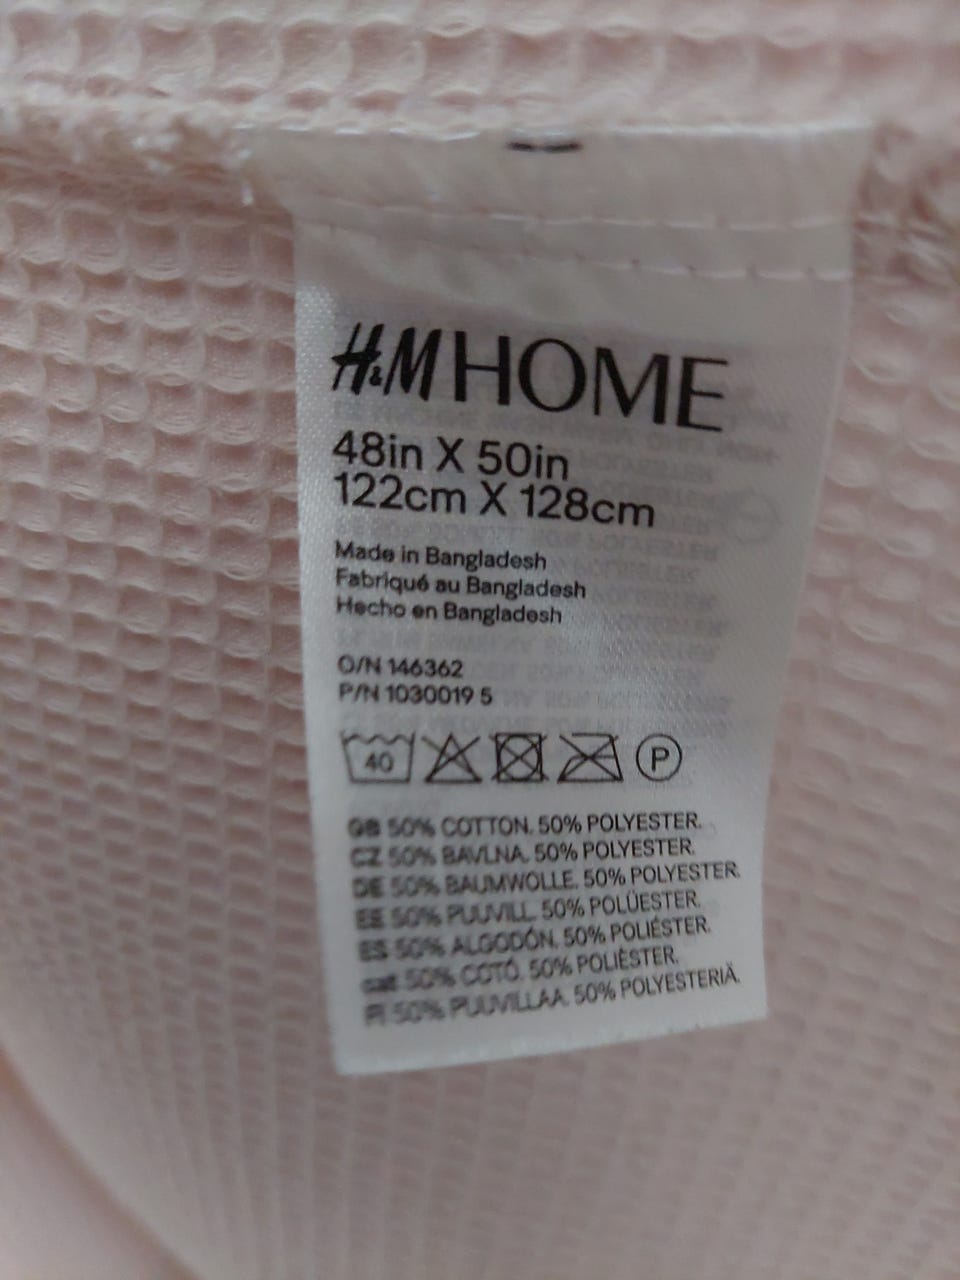 H&M HOME
48in X 50in
122cm X 128cm
Made in Bangladesh
Fabriqué au Bangladesh
Hecho en Bangladesh
O/N 146362
P/N 1030019 5
40 P
GB 50% COTTON. 50% POLYESTER.
CZ 50% BAVLNA. 50% POLYESTER.
DE 50% BAUMWOLLE. 50% POLYESTER.
EE 50% PUUVILL. 50% POLÜESTER.
ES 50% ALGODÓN. 50% POLIÉSTER.
cat 50% COTÓ. 50% POLIÈSTER.
FI 50% PUUVILLAA. 50% POLYESTERIÄ.